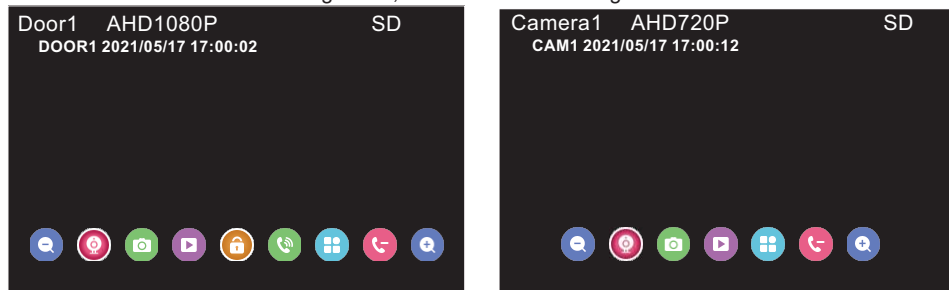 Door1 AHD1080P SD
DOOR1 2021/05/17 17:00:02
Camera1 AHD720P SD
CAM1 2021/05/17 17:00:12